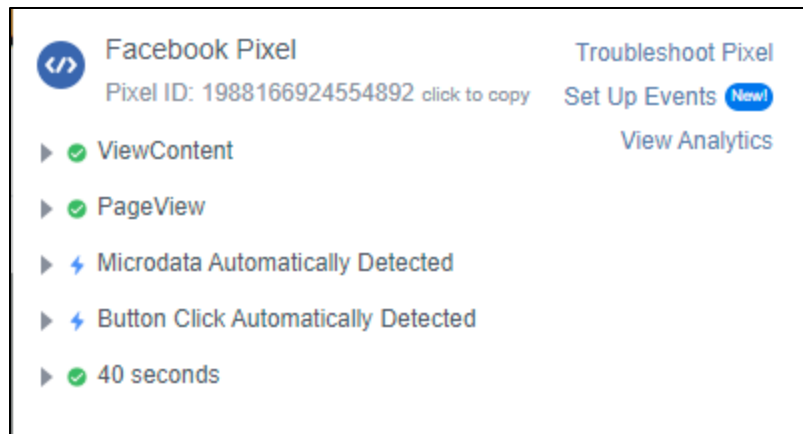 Facebook Pixel
Pixel ID: 1988166924554892 click to copy
Troubleshoot Pixel
Set Up Events New!
View Analytics
ViewContent
PageView
Microdata Automatically Detected
Button Click Automatically Detected
40 seconds